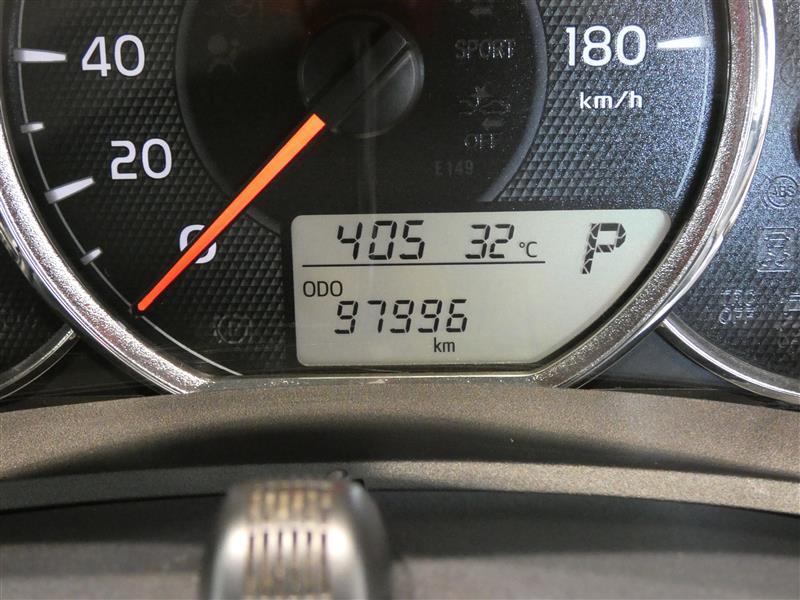 40
180
km/h
SPORT
OFF
E149
20
0
405 32°C P
ODO
97996
km
TRC
OFF